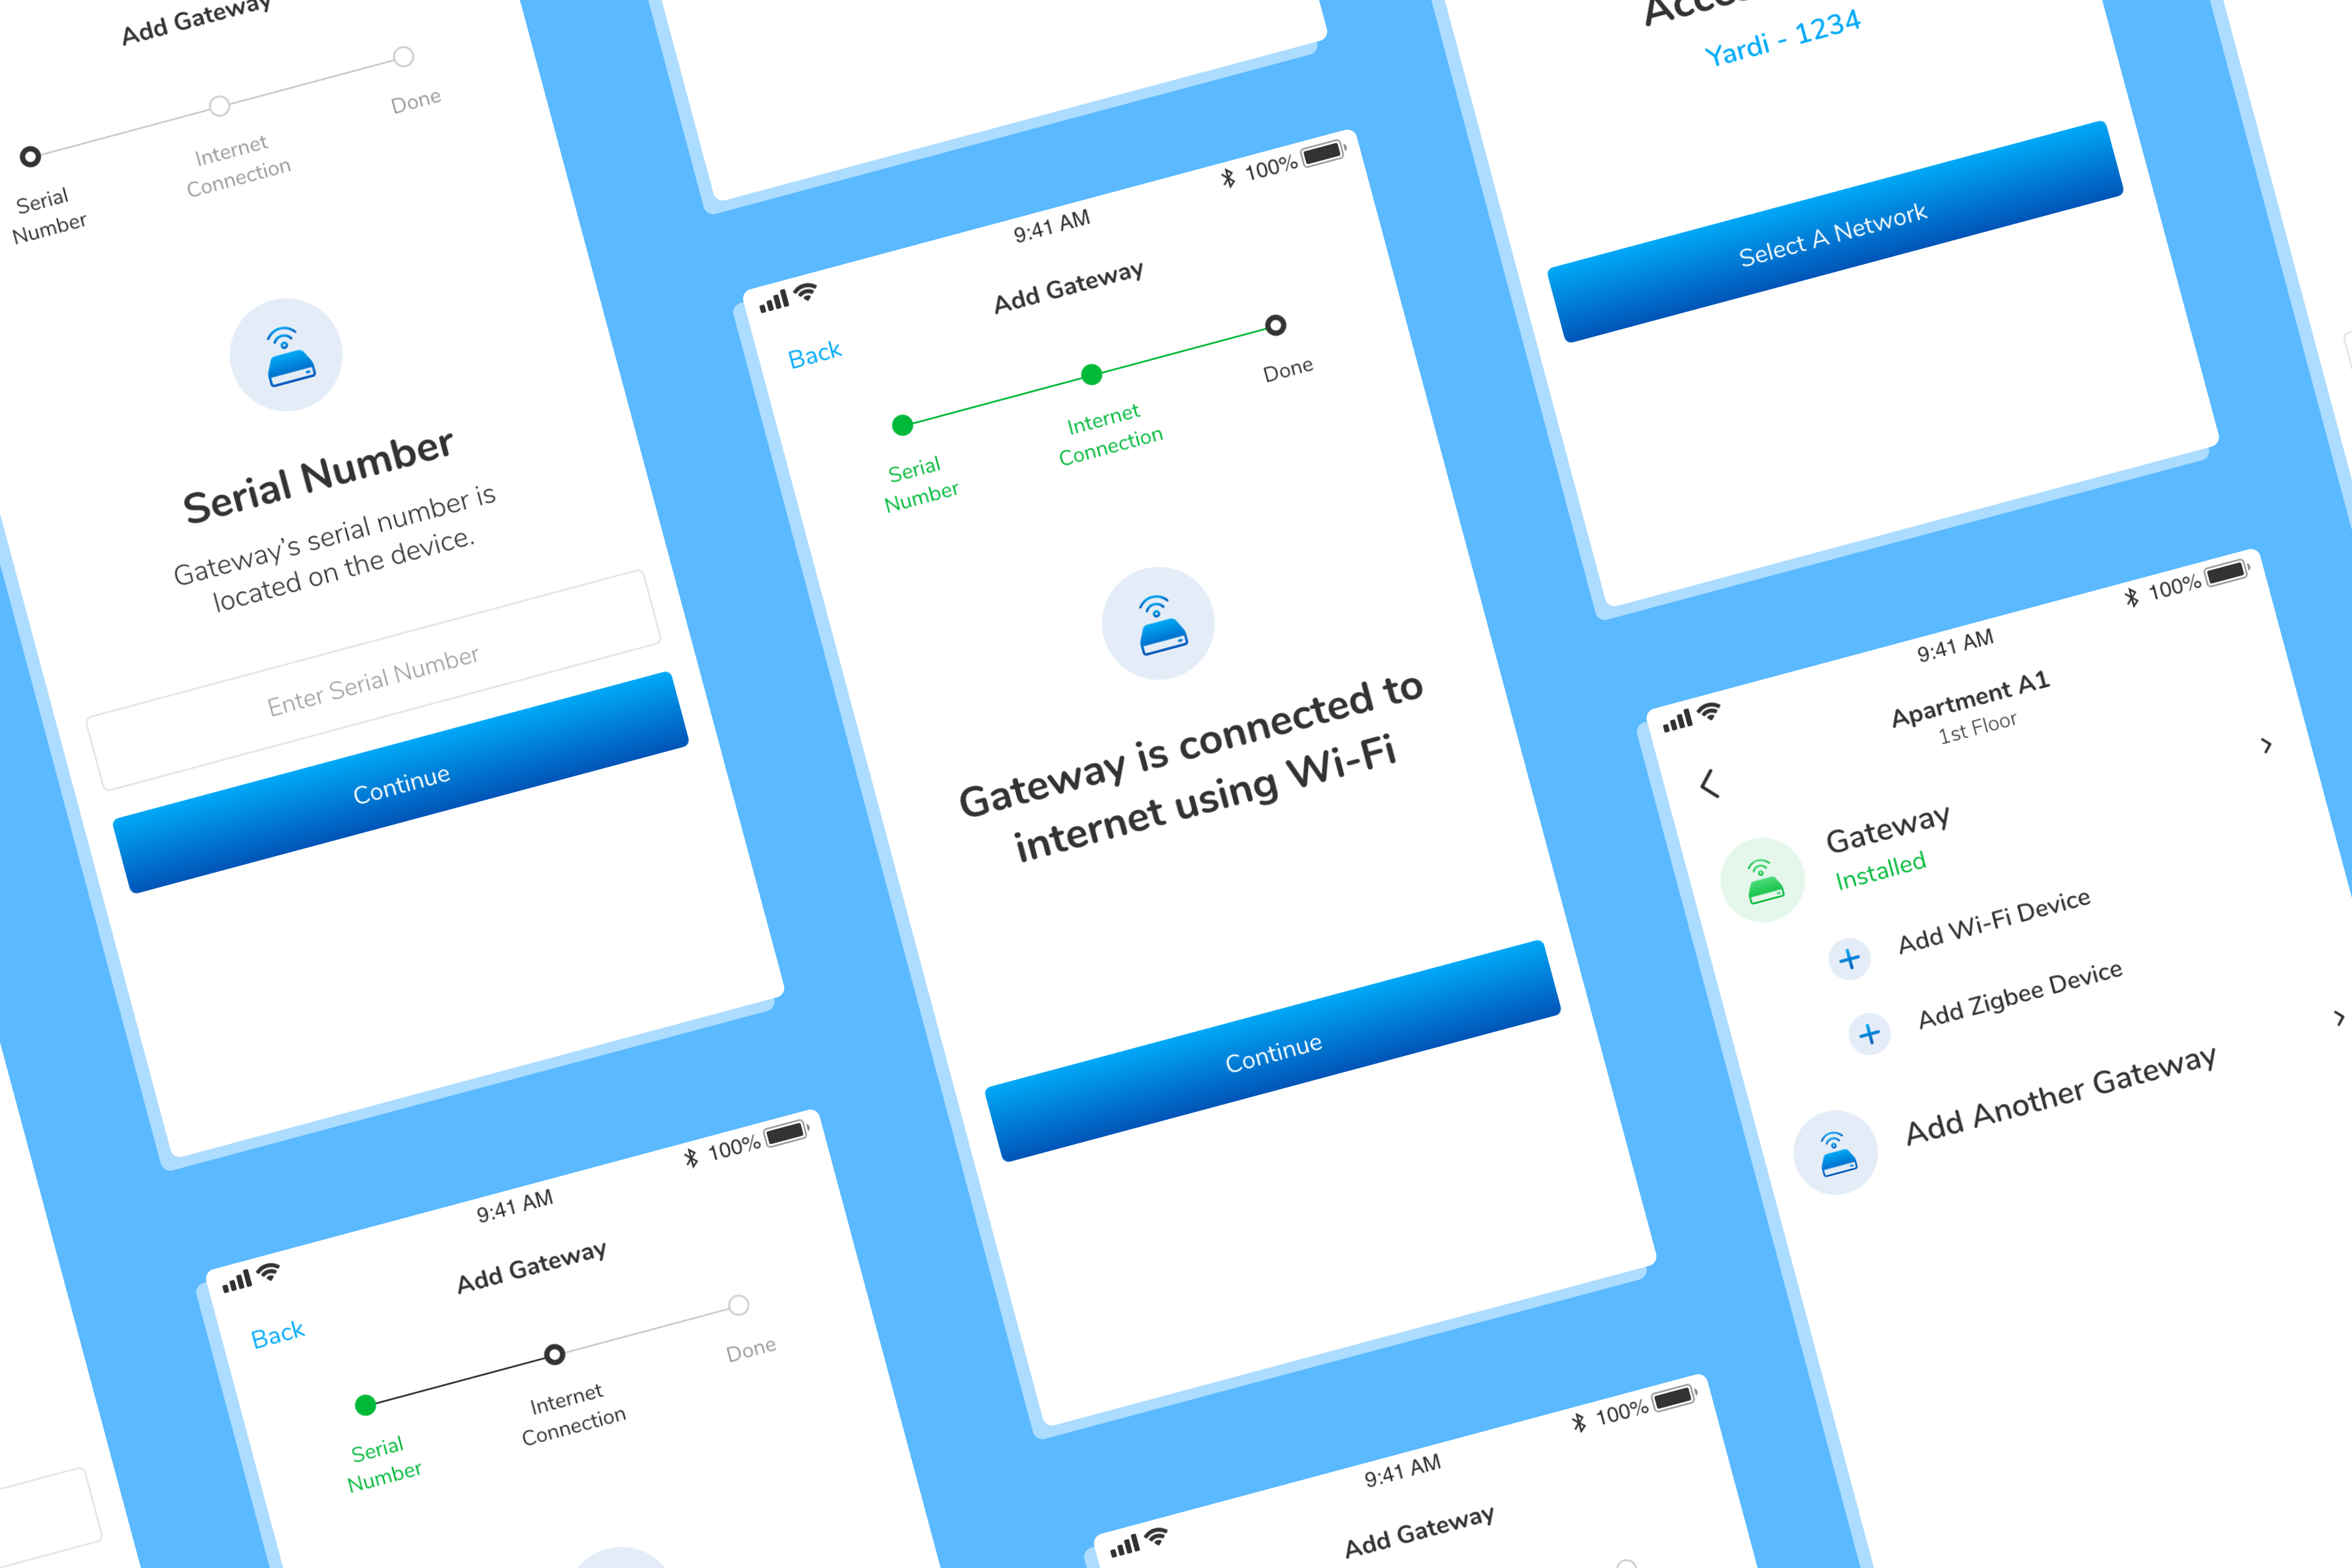 Add Gateway
Serial
Number
Internet
Connection
Done
Serial Number
Gateway's serial number is
located on the device.
Enter Serial Number
Continue
9:41 AM
100%
Back
Add Gateway
Serial
Number
Internet
Connection
Done
9:41 AM
100%
Back
Add Gateway
Serial
Number
Internet
Connection
Done
Gateway is connected to
internet using Wi-Fi
Continue
9:41 AM
100%
Add Gateway
Yardi - 1234
Select A Network
9:41 AM
100%
Apartment A1
1st Floor
Gateway
Installed
Add Wi-Fi Device
Add Zigbee Device
Add Another Gateway